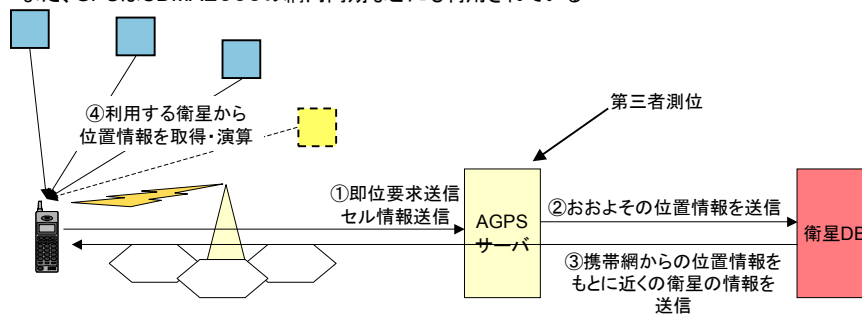 ④利用する衛星から
位置情報を取得・演算
第三者測位
①即位要求送信
セル情報送信
AGPS
サーバ
②おおよその位置情報を送信
衛星DB
③携帯網からの位置情報を
もとに近くの衛星の情報を
送信